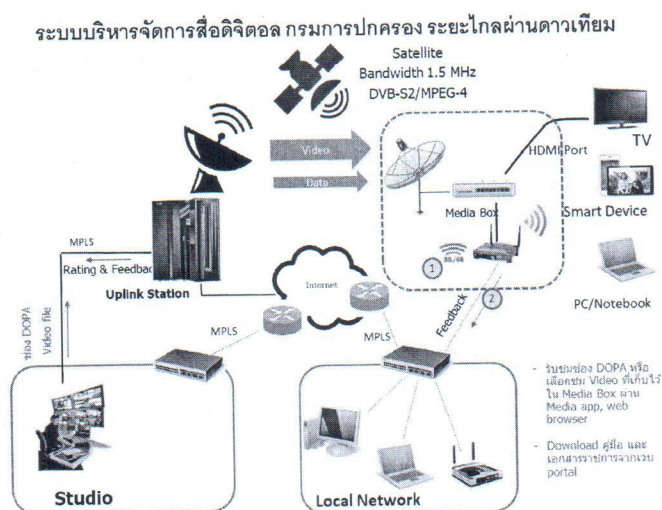 ระบบบริหารจัดการสื่อดิจิตอล กรมการปกครอง ระยะไกลผ่านดาวเทียม
Satellite
Bandwidth 1.5 MHz
DVB-S2/MPEG-4
Video
Data
HDMI Port
TV
Media Box
Smart Device
3G/4G
1
2
Feedback
PC/Notebook
MPLS
Rating & Feedback
Uplink Station
Internet
ช่อง DOPA
Video file
MPLS
MPLS
Studio
Local Network
- รับชมช่อง DOPA หรือ
เลือกชม Video ที่เก็บไว้
ใน Media Box ผ่าน
Media app, web
browser
- Download คู่มือ และ
เอกสารราชการจากเวบ
portal